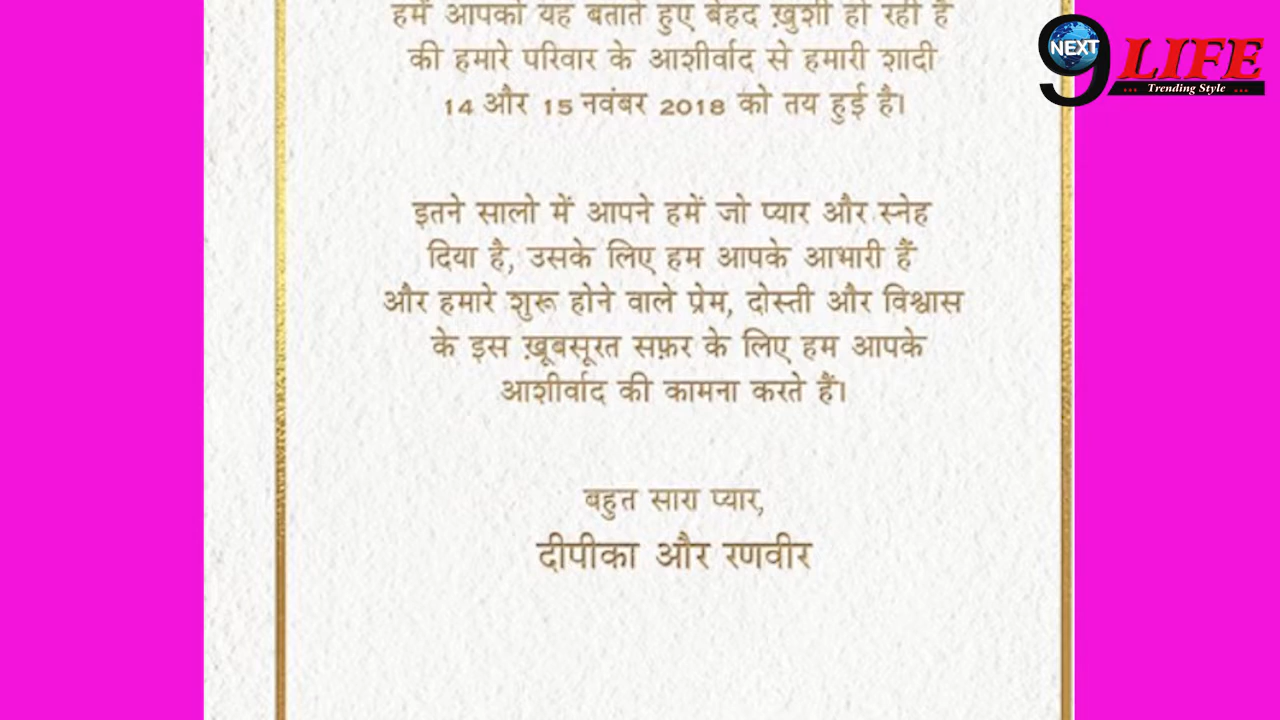 हमें आपको यह बताते हुए बेहद ख़ुशी हो रही है
की हमारे परिवार के आशीर्वाद से हमारी शादी
14 और 15 नवंबर 2018 को तय हुई है।
इतने सालो में आपने हमें जो प्यार और स्नेह
दिया है, उसके लिए हम आपके आभारी हैं
और हमारे शुरू होने वाले प्रेम, दोस्ती और विश्वास
के इस ख़ूबसूरत सफ़र के लिए हम आपके
आशीर्वाद की कामना करते हैं।
बहुत सारा प्यार,
दीपीका और रणवीर
NEXT
9 LIFE
... Trending Style ...